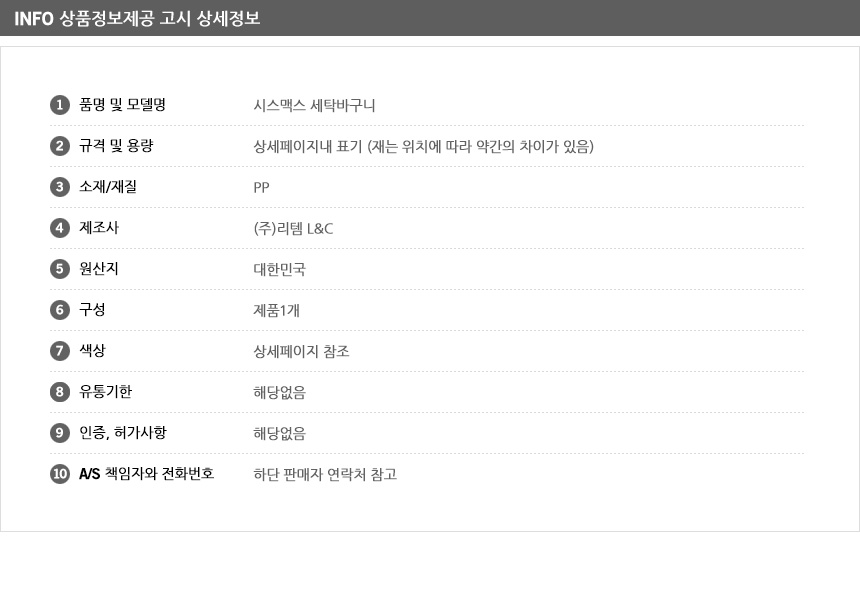 INFO 상품정보제공 고시 상세정보
1 품명 및 모델명 시스맥스 세탁바구니
2 규격 및 용량 상세페이지내 표기 (재는 위치에 따라 약간의 차이가 있음)
3 소재/재질 PP
4 제조사 (주)리템 L&C
5 원산지 대한민국
6 구성 제품1개
7 색상 상세페이지 참조
8 유통기한 해당없음
9 인증, 허가사항 해당없음
10 A/S 책임자와 전화번호 하단 판매자 연락처 참고